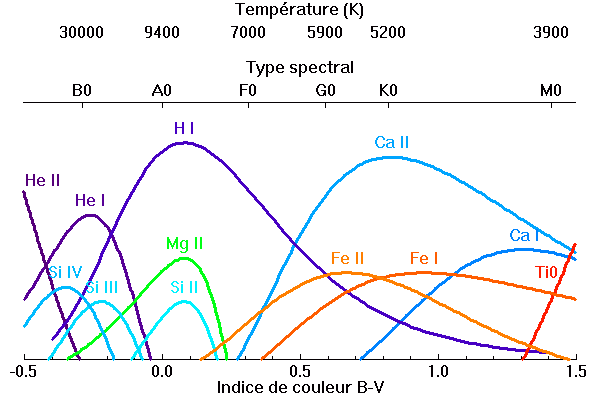 Température (K)
30000 9400 7000 5900 5200 3900
Type spectral
B0 A0 F0 G0 K0 M0
H I
Ca II
He II
He I
Mg II
Ca I
Si IV
Si III
Si II
Fe II
Fe I
Ti0
-0.5 0.0 0.5 1.0 1.5
Indice de couleur B-V